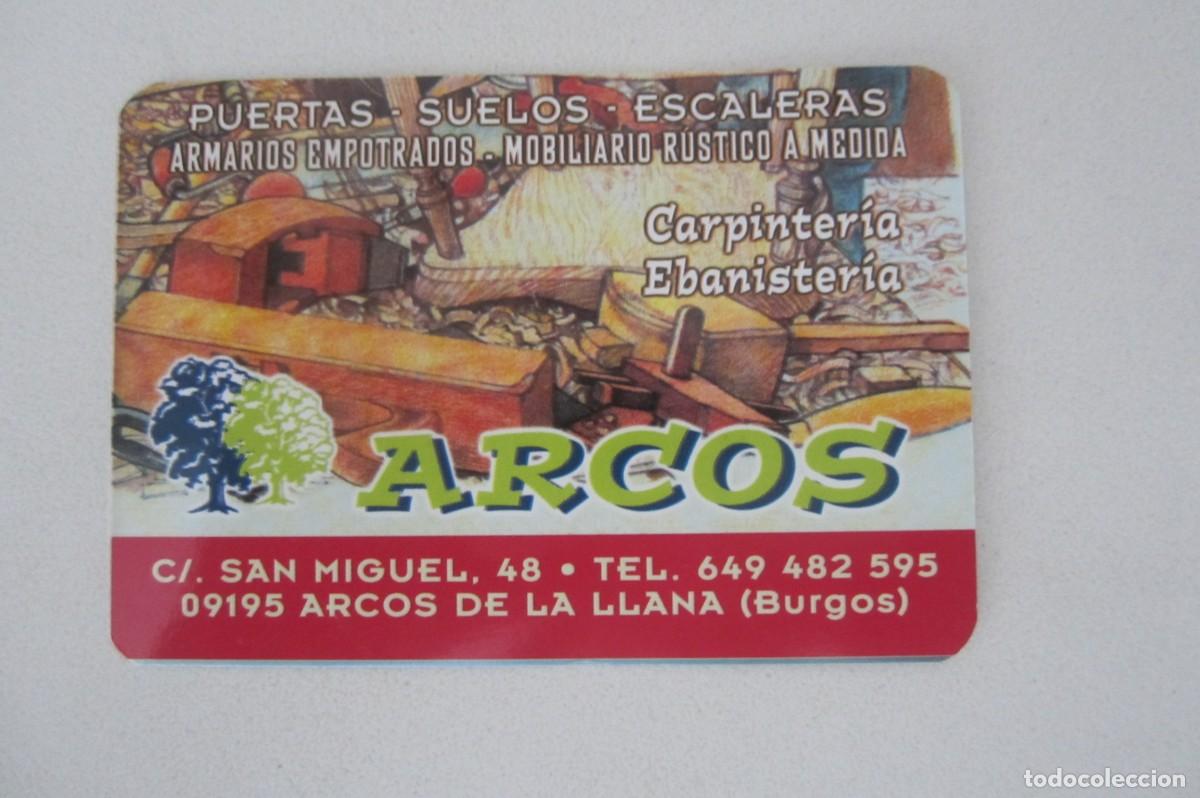 PUERTAS - SUELOS - ESCALERAS
ARMARIOS EMPOTRADOS - MOBILIARIO RÚSTICO A MEDIDA
Carpintería
Ebanistería
ARCOS
C/. SAN MIGUEL, 48 • TEL. 649 482 595
09195 ARCOS DE LA LLANA (Burgos)
todocoleccion